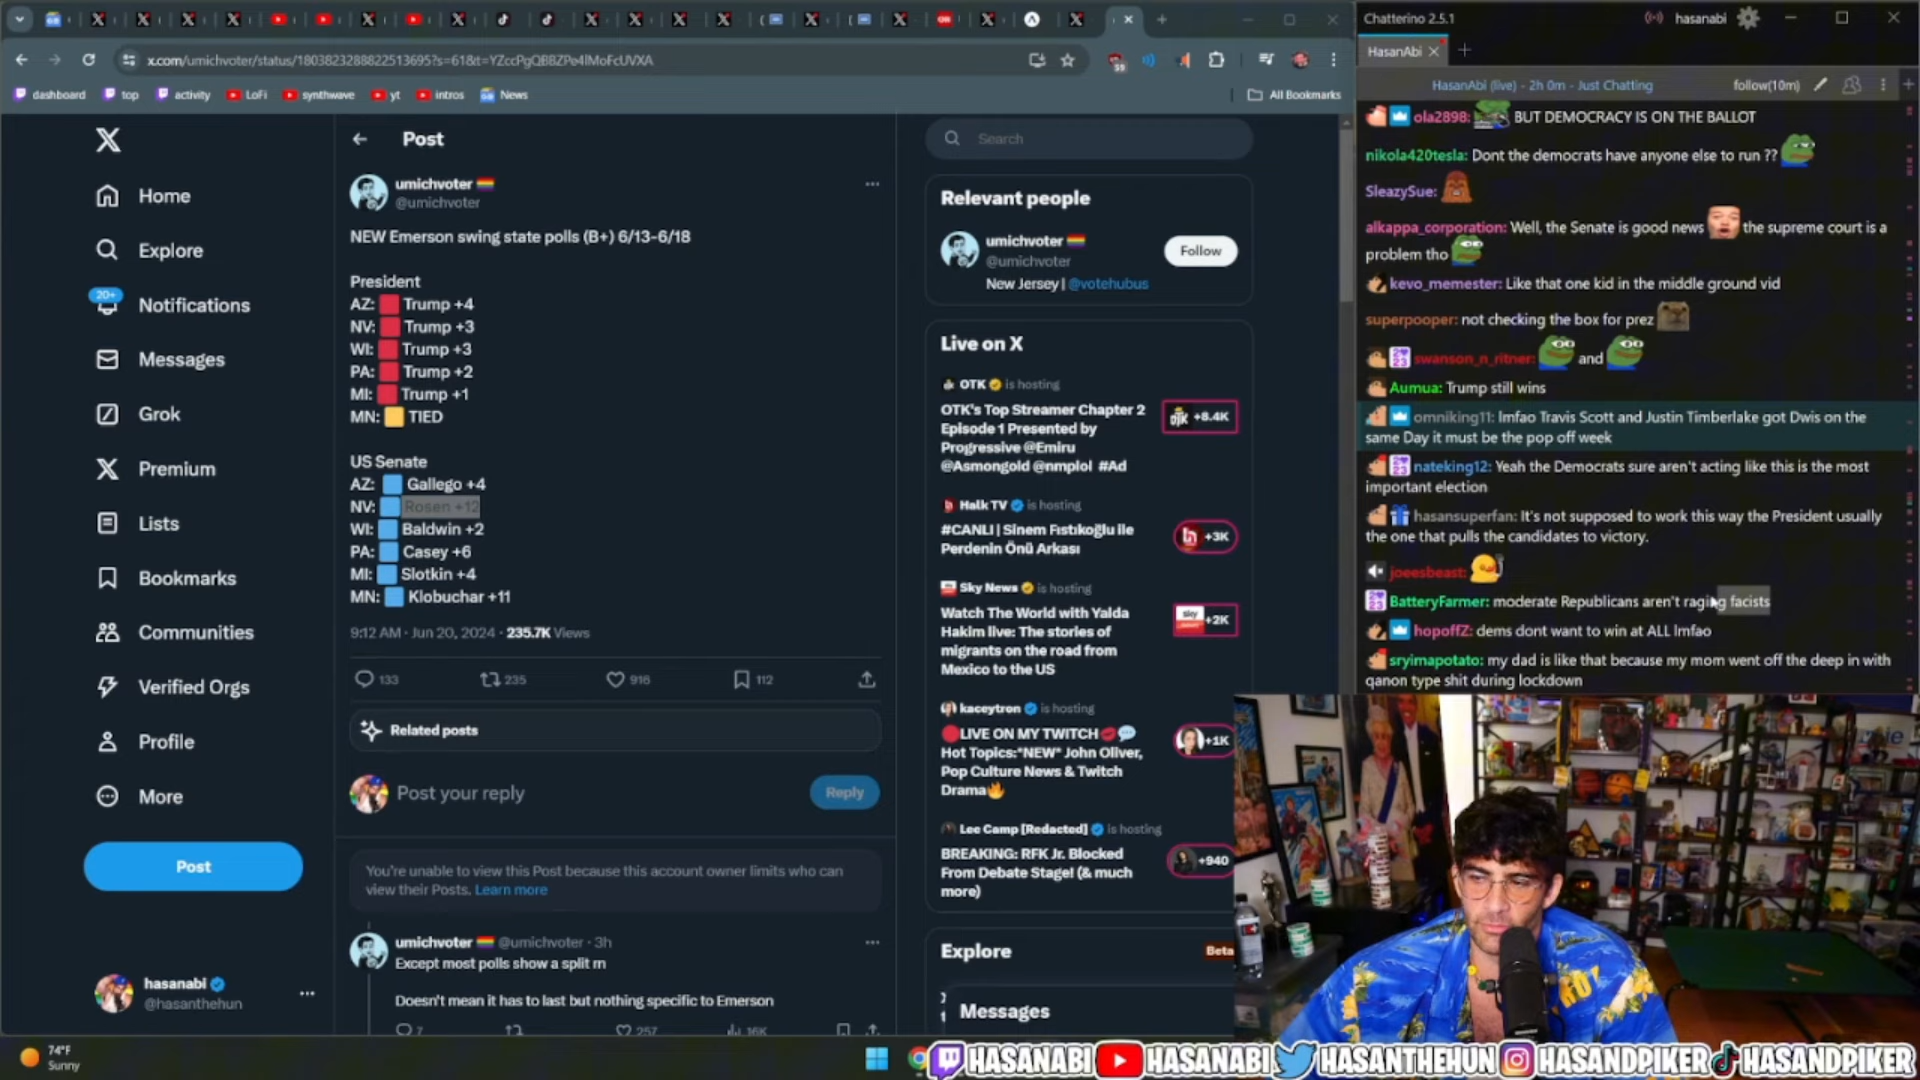 x.com/umichvoter/status/1803823288822513695?s=61&t=YZccPgQB8ZPe4lMoFcUVXA
dashboard
top
activity
LoFi
synthwave
yt
intros
News
All Bookmarks
Home
Explore
20+
Notifications
Messages
Grok
Premium
Lists
Bookmarks
Communities
Verified Orgs
Profile
More
Post
hasanabi
@hasanthehun
Post
umichvoter
@umichvoter
NEW Emerson swing state polls (B+) 6/13-6/18
President
AZ: Trump +4
NV: Trump +3
WI: Trump +3
PA: Trump +2
MI: Trump +1
MN: TIED
US Senate
AZ: Gallego +4
NV: Rosen +12
WI: Baldwin +2
PA: Casey +6
MI: Slotkin +4
MN: Klobuchar +11
9:12 AM · Jun 20, 2024 · 235.7K Views
133
235
916
112
Related posts
Post your reply
Reply
You're unable to view this Post because this account owner limits who can
view their Posts. Learn more
umichvoter @umichvoter · 3h
Except most polls show a split rn
Doesn't mean it has to last but nothing specific to Emerson
7
257
16K
Search
Relevant people
umichvoter
@umichvoter
Follow
New Jersey | @votehubus
Live on X
OTK is hosting
OTK's Top Streamer Chapter 2
Episode 1 Presented by
Progressive @Emiru
@Asmongold @nmplol #Ad
+8.4K
Halk TV is hosting
#CANLI | Sinem Fıstıkoğlu ile
Perdenin Önü Arkası
+3K
Sky News is hosting
Watch The World with Yalda
Hakim live: The stories of
migrants on the road from
Mexico to the US
+2K
kaceytron is hosting
LIVE ON MY TWITCH
Hot Topics:*NEW* John Oliver,
Pop Culture News & Twitch
Drama
+1K
Lee Camp [Redacted] is hosting
BREAKING: RFK Jr. Blocked
From Debate Stage! (& much
more)
+940
Explore
Beta
Messages
Chatterino 2.5.1
hasanabi
HasanAbi
HasanAbi (live) - 2h 0m - Just Chatting
follow(10m)
ola2898: BUT DEMOCRACY IS ON THE BALLOT
nikola420tesla: Dont the democrats have anyone else to run ??
SleazySue:
alkappa_corporation: Well, the Senate is good news the supreme court is a
problem tho
kevo_memester: Like that one kid in the middle ground vid
superpooper: not checking the box for prez
swanson_n_ritner: and
Aumua: Trump still wins
omniking11: lmfao Travis Scott and Justin Timberlake got Dwis on the
same Day it must be the pop off week
nateking12: Yeah the Democrats sure aren't acting like this is the most
important election
hasansuperfan: It's not supposed to work this way the President usually
the one that pulls the candidates to victory.
joeesbeast:
BatteryFarmer: moderate Republicans aren't raging facists
hopoffZ: dems dont want to win at ALL lmfao
sryimapotato: my dad is like that because my mom went off the deep in with
qanon type shit during lockdown
74°F
Sunny
HASANABI
HASANABI
HASANTHEHUN
HASANDPIKER
HASANDPIKER